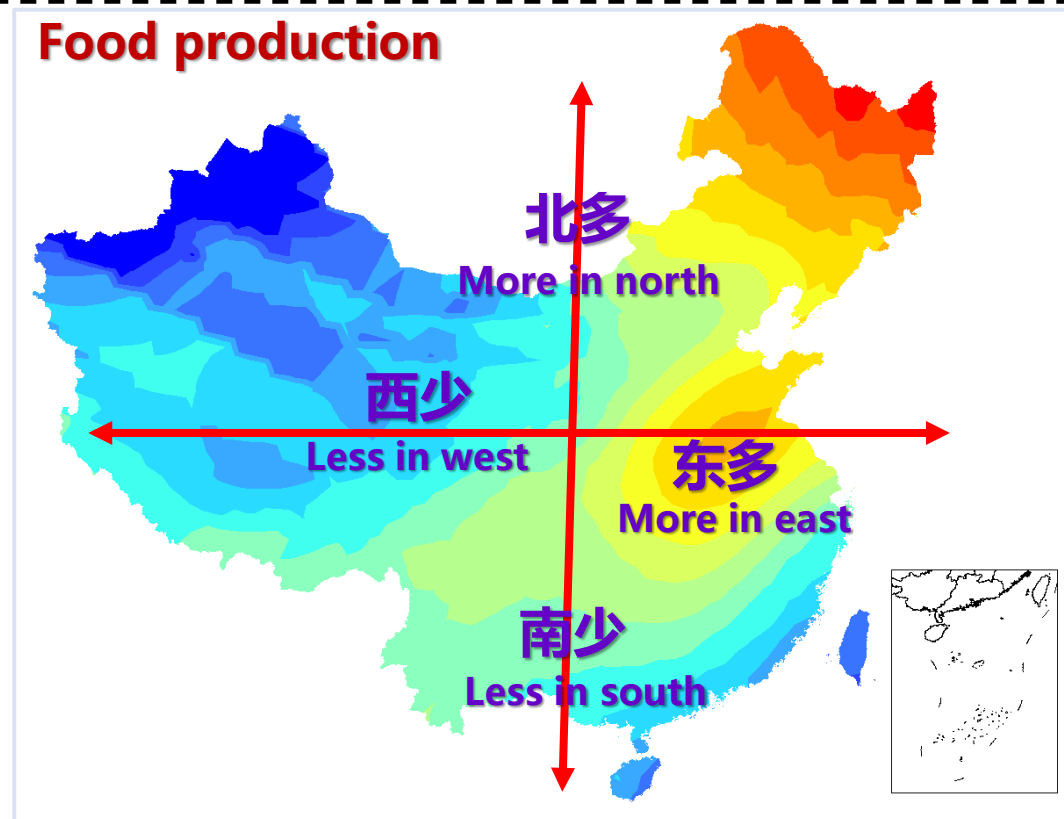 Food production
北多
More in north
西少
Less in west
东多
More in east
南少
Less in south